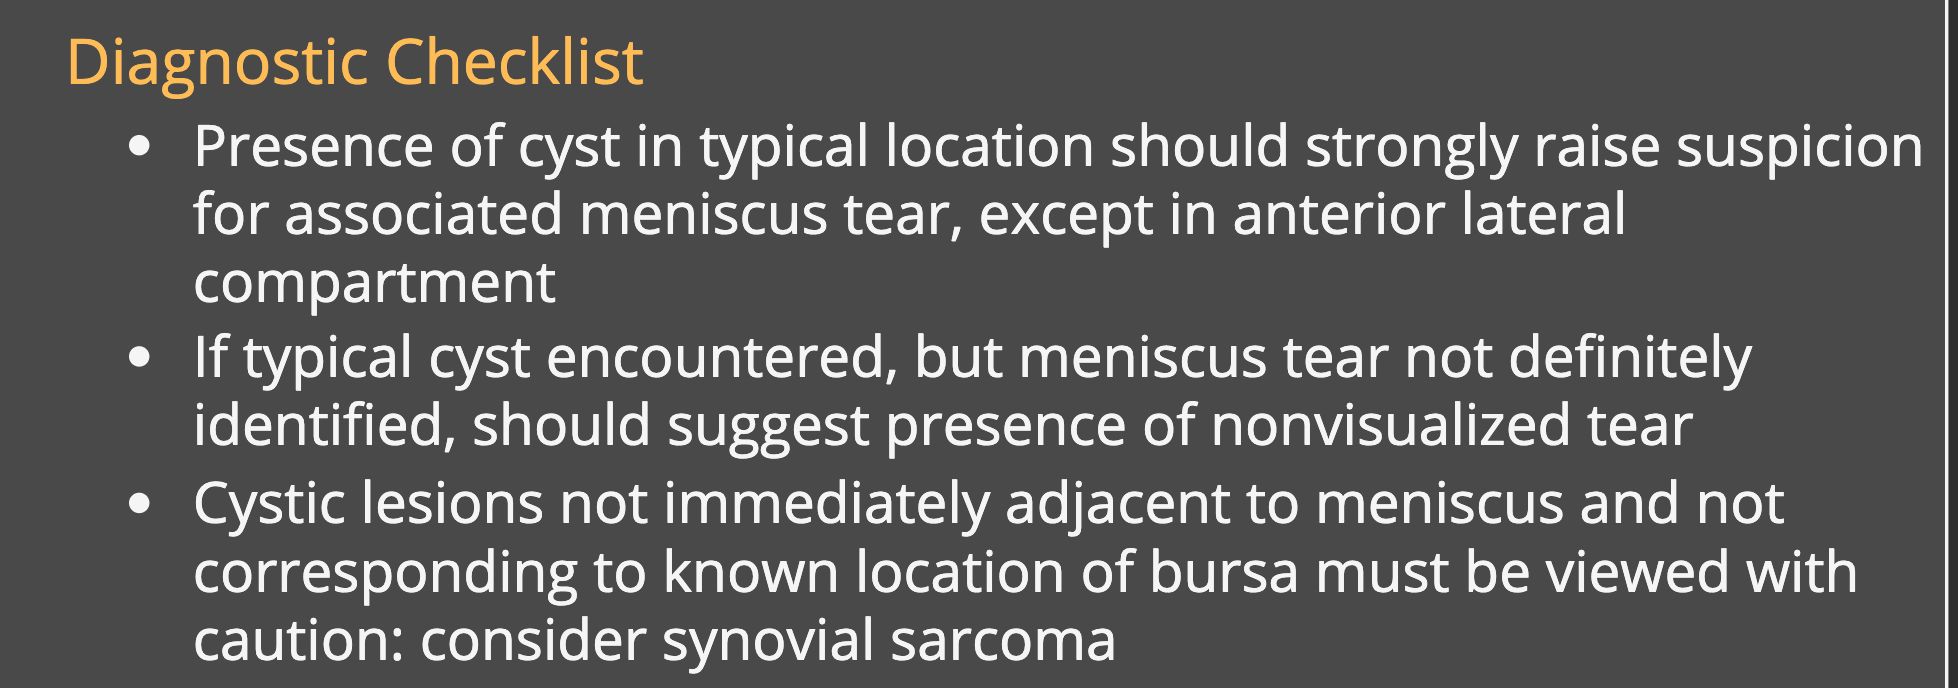 Diagnostic Checklist
• Presence of cyst in typical location should strongly raise suspicion
for associated meniscus tear, except in anterior lateral
compartment
• If typical cyst encountered, but meniscus tear not definitely
identified, should suggest presence of nonvisualized tear
• Cystic lesions not immediately adjacent to meniscus and not
corresponding to known location of bursa must be viewed with
caution: consider synovial sarcoma